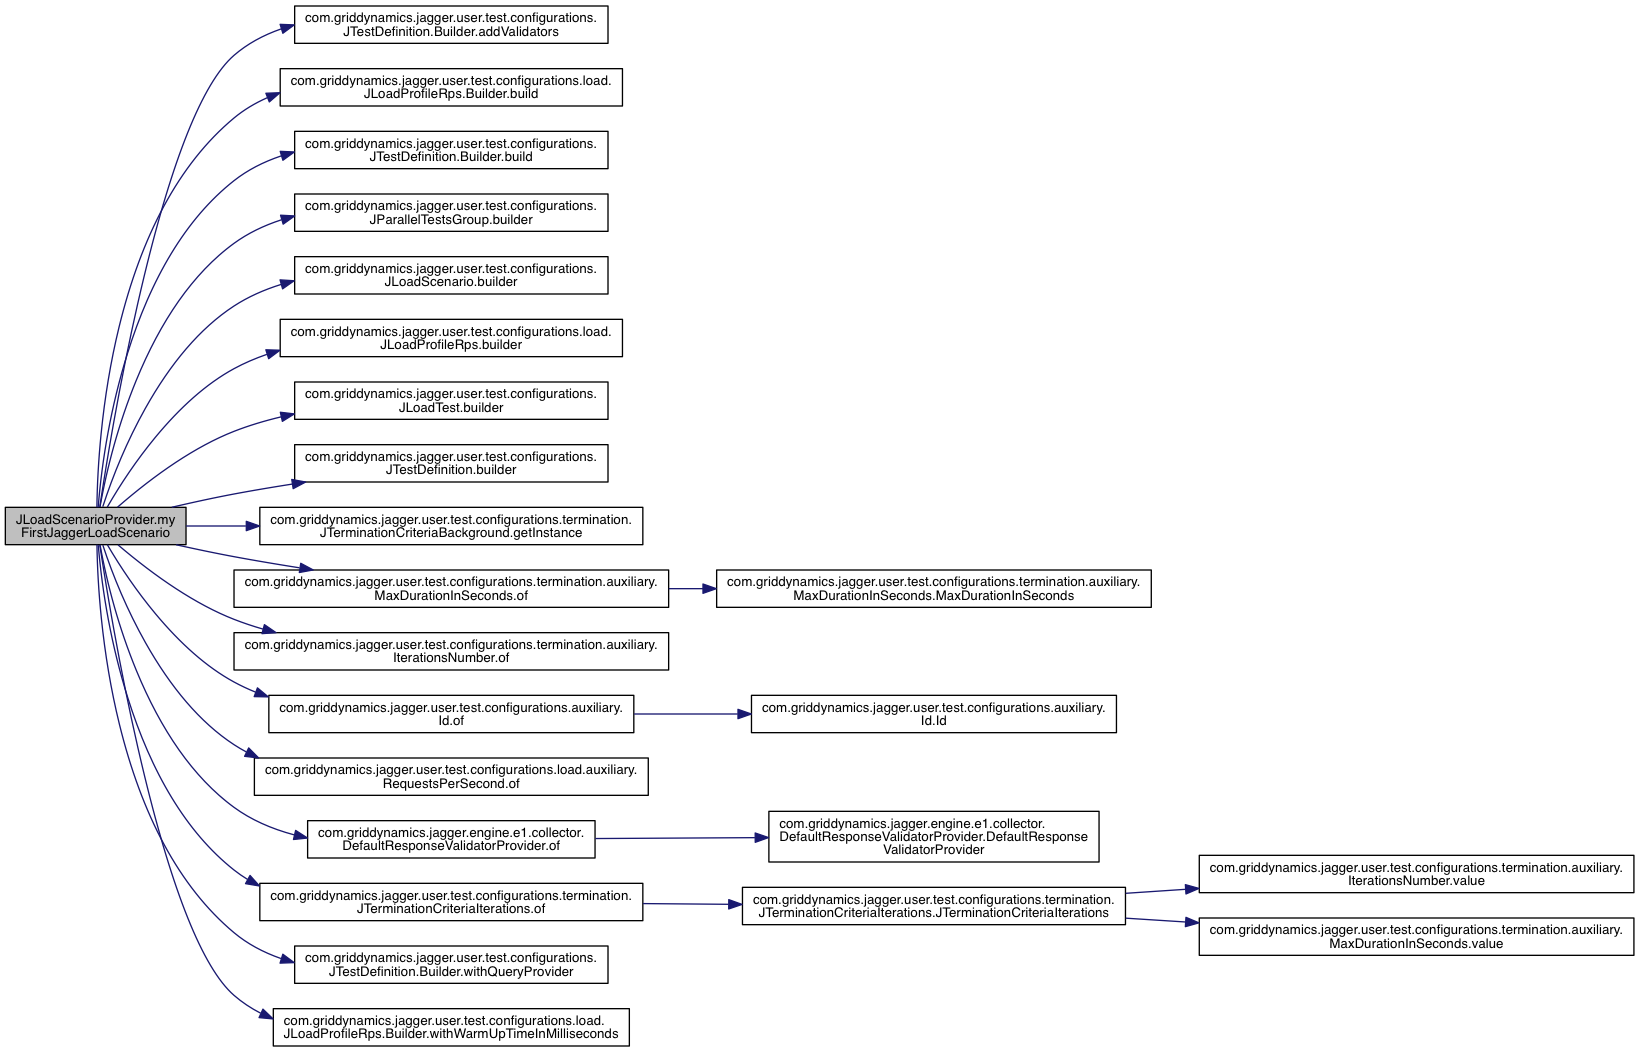 com.griddynamics.jagger.user.test.configurations.
JTestDefinition.Builder.addValidators
com.griddynamics.jagger.user.test.configurations.load.
JLoadProfileRps.Builder.build
com.griddynamics.jagger.user.test.configurations.
JTestDefinition.Builder.build
com.griddynamics.jagger.user.test.configurations.
JParallelTestsGroup.builder
com.griddynamics.jagger.user.test.configurations.
JLoadScenario.builder
com.griddynamics.jagger.user.test.configurations.load.
JLoadProfileRps.builder
com.griddynamics.jagger.user.test.configurations.
JLoadTest.builder
com.griddynamics.jagger.user.test.configurations.
JTestDefinition.builder
JLoadScenarioProvider.my
FirstJaggerLoadScenario
com.griddynamics.jagger.user.test.configurations.termination.
JTerminationCriteriaBackground.getInstance
com.griddynamics.jagger.user.test.configurations.termination.auxiliary.
MaxDurationInSeconds.of
com.griddynamics.jagger.user.test.configurations.termination.auxiliary.
MaxDurationInSeconds.MaxDurationInSeconds
com.griddynamics.jagger.user.test.configurations.termination.auxiliary.
IterationsNumber.of
com.griddynamics.jagger.user.test.configurations.auxiliary.
Id.of
com.griddynamics.jagger.user.test.configurations.auxiliary.
Id.Id
com.griddynamics.jagger.user.test.configurations.load.auxiliary.
RequestsPerSecond.of
com.griddynamics.jagger.engine.e1.collector.
DefaultResponseValidatorProvider.of
com.griddynamics.jagger.engine.e1.collector.
DefaultResponseValidatorProvider.DefaultResponse
ValidatorProvider
com.griddynamics.jagger.user.test.configurations.termination.
JTerminationCriteriaIterations.of
com.griddynamics.jagger.user.test.configurations.termination.
JTerminationCriteriaIterations.JTerminationCriteriaIterations
com.griddynamics.jagger.user.test.configurations.termination.auxiliary.
IterationsNumber.value
com.griddynamics.jagger.user.test.configurations.termination.auxiliary.
MaxDurationInSeconds.value
com.griddynamics.jagger.user.test.configurations.
JTestDefinition.Builder.withQueryProvider
com.griddynamics.jagger.user.test.configurations.load.
JLoadProfileRps.Builder.withWarmUpTimeInMilliseconds